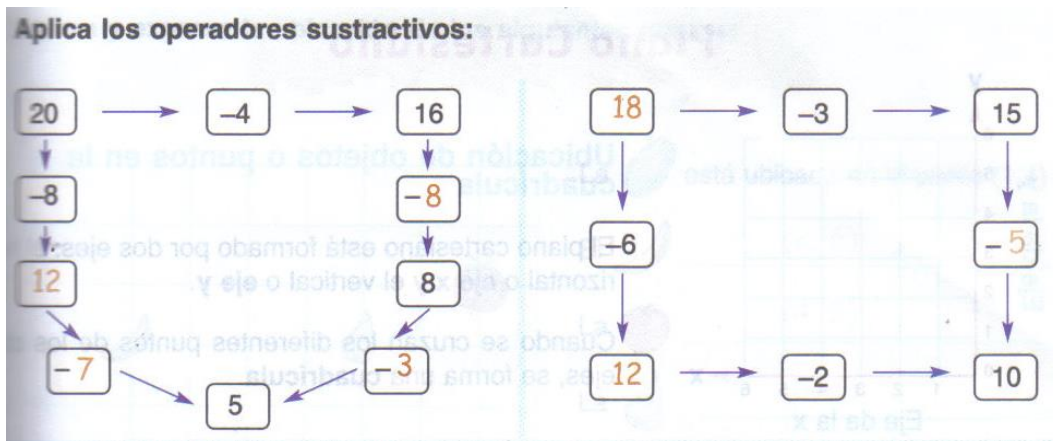 Aplica los operadores sustractivos:
20 –4 16 18 –3 15
–8 –8 –6 –5
12 8
–7 –3 12 –2 10
5